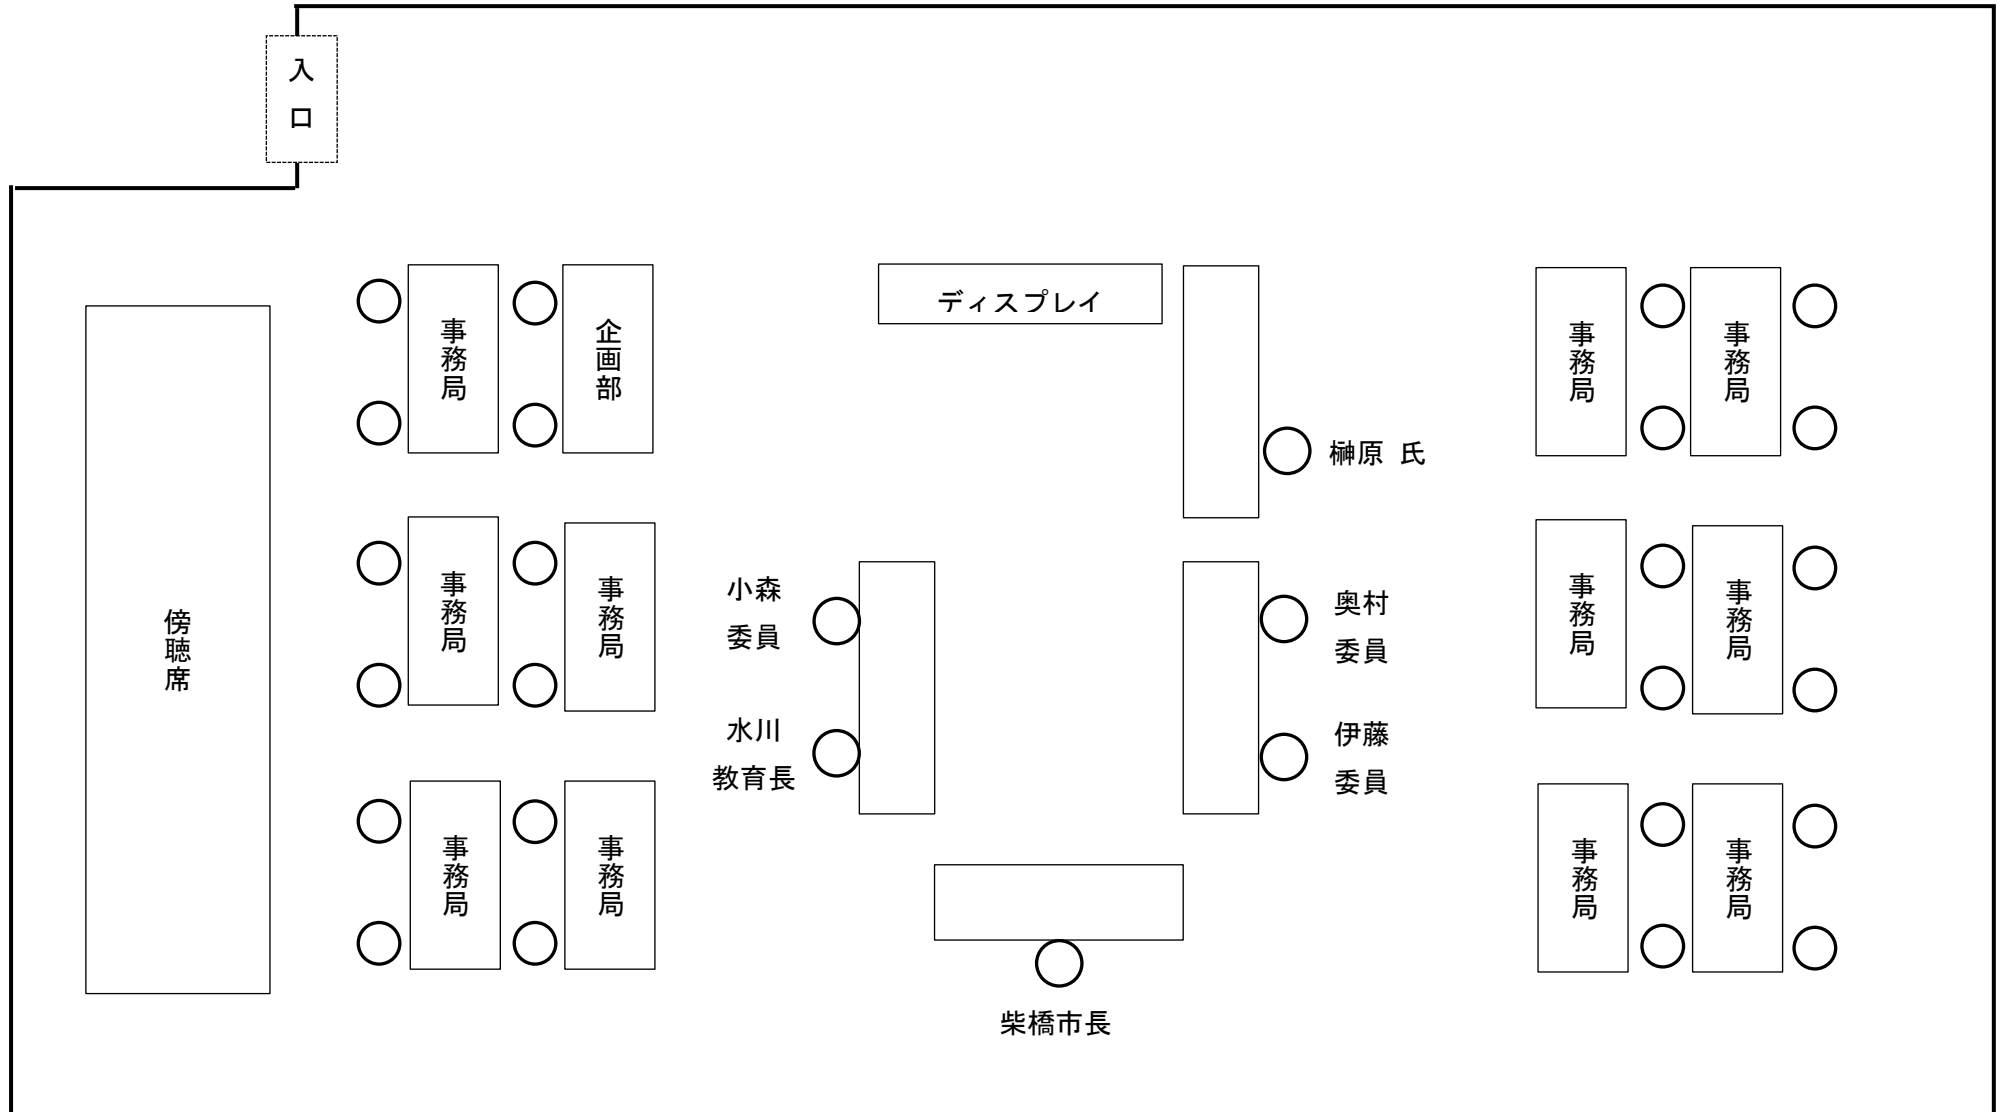 入
口
ディスプレイ
事務局
企画部
事務局
事務局
榊原 氏
傍聴席
事務局
事務局
小森
委員
奥村
委員
事務局
事務局
水川
教育長
伊藤
委員
事務局
事務局
事務局
事務局
柴橋市長